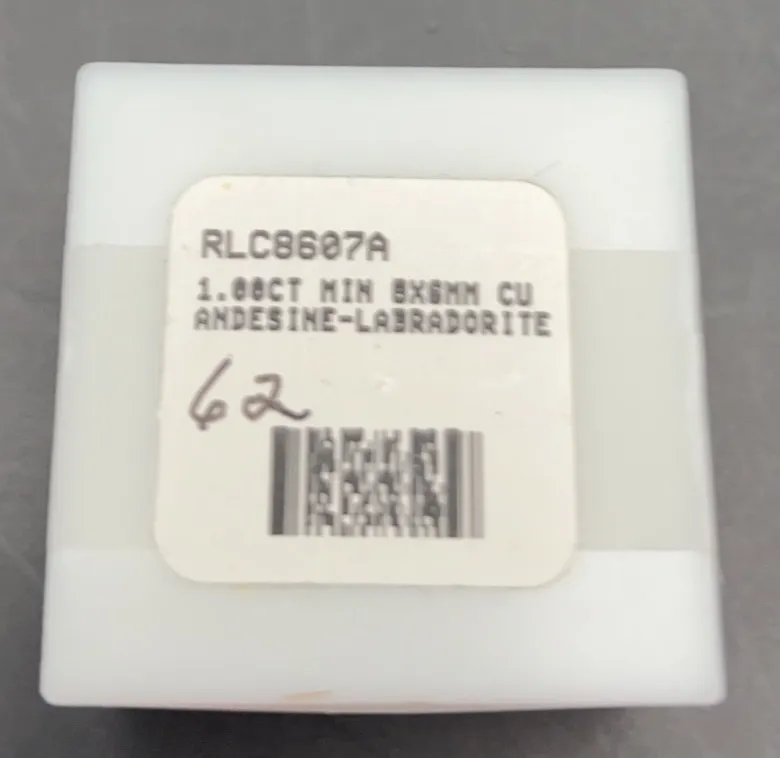 RLC8607A
1.00CT MIN 8X6MM CU
ANDESINE-LABRADORITE
62